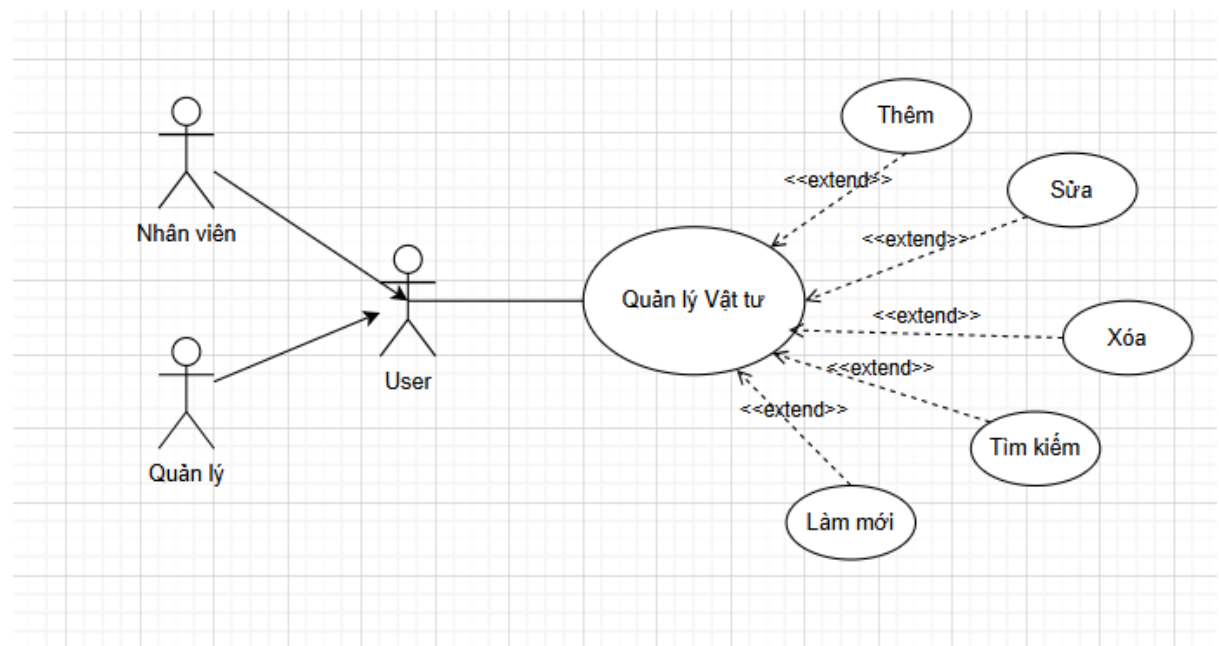 Thêm
<<extend>>
Sửa
Nhân viên
<<extend>>
Quản lý Vật tư
<<extend>>
Xóa
User
<<extend>>
<<extend>>
Tìm kiếm
Quản lý
Làm mới